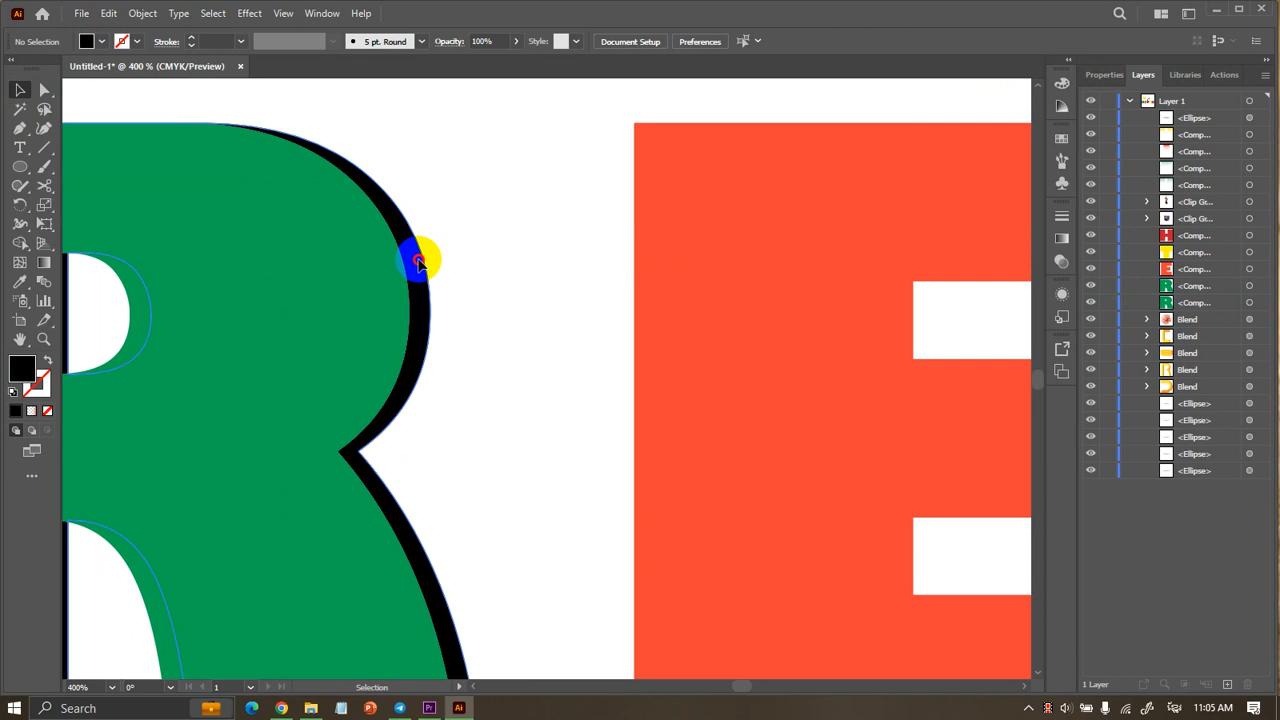 Ai File Edit Object Type Select Effect View Window Help
No Selection Stroke: 5 pt. Round Opacity: 100% Style: Document Setup Preferences
Untitled-1* @ 400 % (CMYK/Preview) ×
Properties Layers Libraries Actions
Layer 1
<Ellipse>
<Comp...
<Comp...
<Comp...
<Comp...
<Clip Gr...
<Clip Gr...
<Comp...
<Comp...
<Comp...
<Comp...
<Comp...
Blend
Blend
Blend
Blend
Blend
<Ellipse>
<Ellipse>
<Ellipse>
<Ellipse>
<Ellipse>
R E
400% 0° 1 Selection
1 Layer
Search Pr Ai 11:05 AM